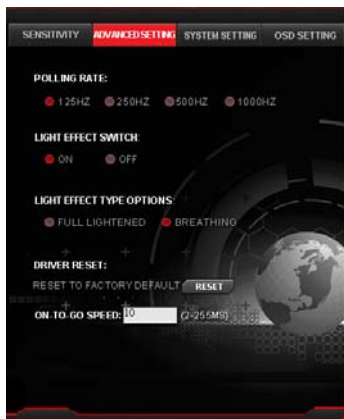 SENSITIVITY ADVANCED SETTING SYSTEM SETTING OSD SETTING
POLLING RATE:
125HZ 250HZ 500HZ 1000HZ
LIGHT EFFECT SWITCH:
ON OFF
LIGHT EFFECT TYPE OPTIONS:
FULL LIGHTENED BREATHING
DRIVER RESET:
RESET TO FACTORY DEFAULT RESET
ON-TO-GO SPEED: 10 (2-255MS)